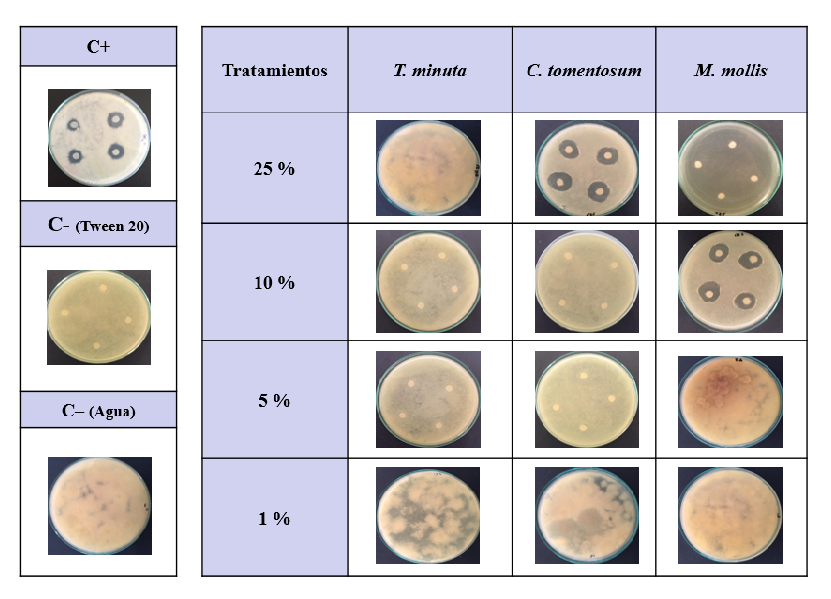 C+
C- (Tween 20)
C– (Agua)
Tratamientos T. minuta C. tomentosum M. mollis
25 %
10 %
5 %
1 %